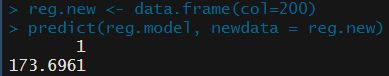 > reg.new <- data.frame(col=200)
> predict(reg.model, newdata = reg.new)
1
173.6961